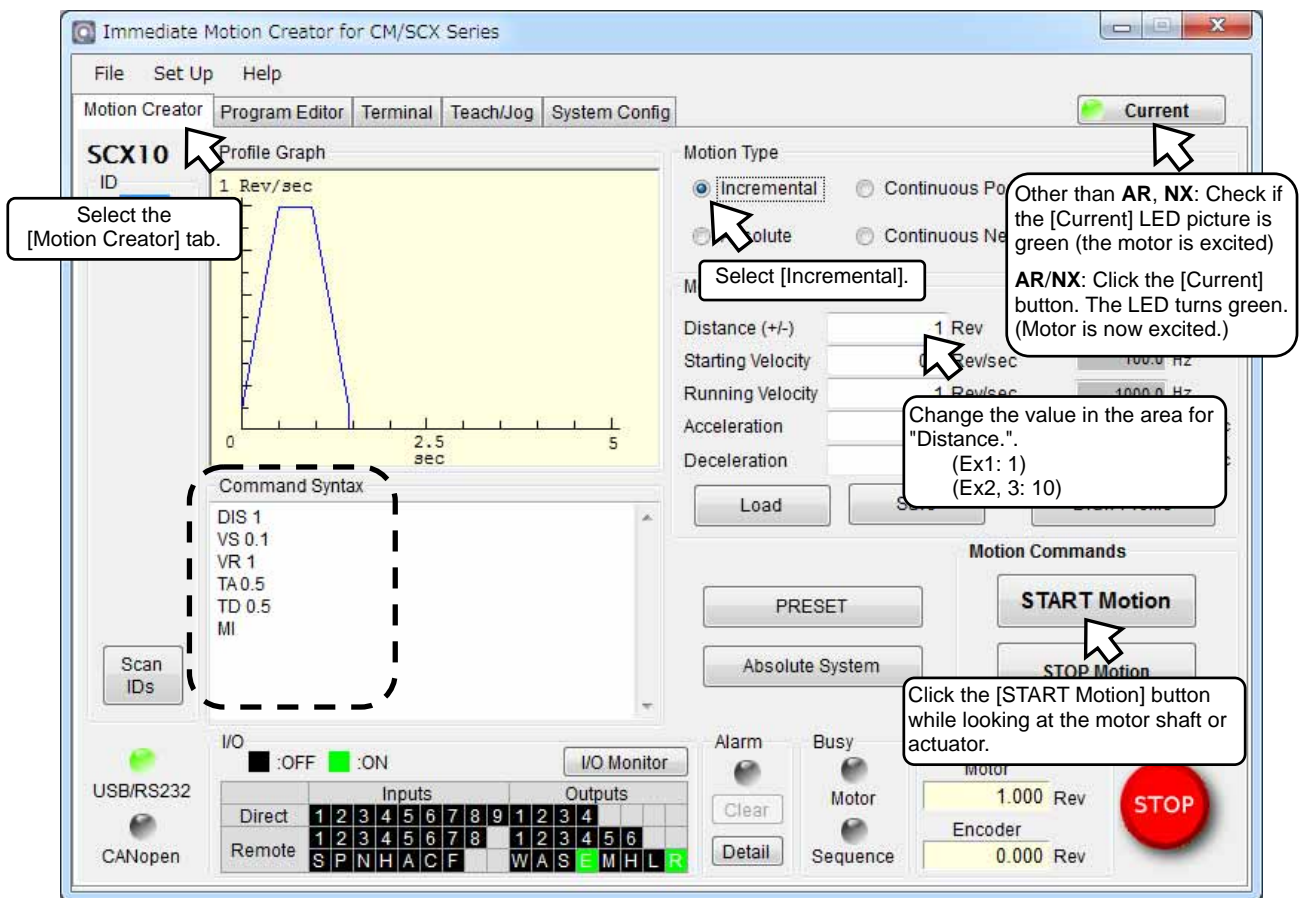 Immediate Motion Creator for CM/SCX Series
File Set Up Help
Motion Creator Program Editor Terminal Teach/Jog System Config
Current
SCX10
ID
Select the
[Motion Creator] tab.
Scan
IDs
Profile Graph
1 Rev/sec
0 2.5 5
sec
Command Syntax
DIS 1
VS 0.1
VR 1
TA 0.5
TD 0.5
MI
Motion Type
Incremental Continuous Po
Absolute Continuous Ne
Select [Incremental].
Other than AR, NX: Check if
the [Current] LED picture is
green (the motor is excited)
AR/NX: Click the [Current]
button. The LED turns green.
(Motor is now excited.)
Distance (+/-) 1 Rev
Starting Velocity Rev/sec 100.0 Hz
Running Velocity 1 Rev/sec 1000.0 Hz
Acceleration
Deceleration
Change the value in the area for
"Distance.".
(Ex1: 1)
(Ex2, 3: 10)
Load
PRESET
Absolute System
Motion Commands
START Motion
STOP Motion
Click the [START Motion] button
while looking at the motor shaft or
actuator.
USB/RS232
CANopen
I/O
:OFF :ON
I/O Monitor
Inputs Outputs
Direct 1 2 3 4 5 6 7 8 9 1 2 3 4
Remote 1 2 3 4 5 6 7 8 1 2 3 4 5 6
S P N H A C F W A S E M H L R
Alarm
Clear
Detail
Busy
Motor
Sequence
Motor
1.000 Rev
Encoder
0.000 Rev
STOP